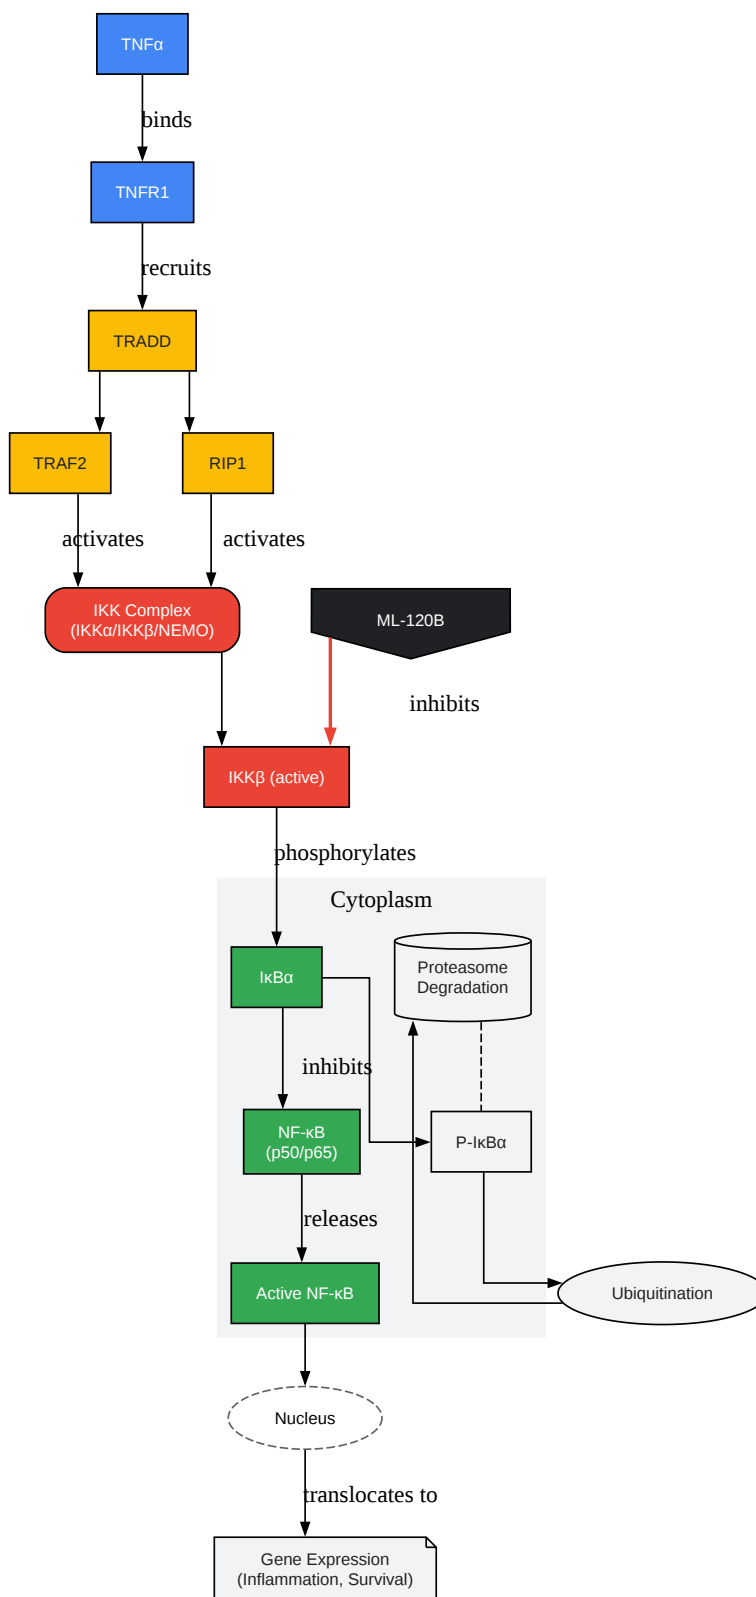 TNFα
binds
TNFR1
recruits
TRADD
TRAF2
RIP1
activates
activates
IKK Complex
(IKKα/IKKβ/NEMO)
ML-120B
inhibits
IKKβ (active)
phosphorylates
Cytoplasm
IκBα
Proteasome
Degradation
inhibits
NF-κB
(p50/p65)
P-IκBα
releases
Active NF-κB
Ubiquitination
Nucleus
translocates to
Gene Expression
(Inflammation, Survival)